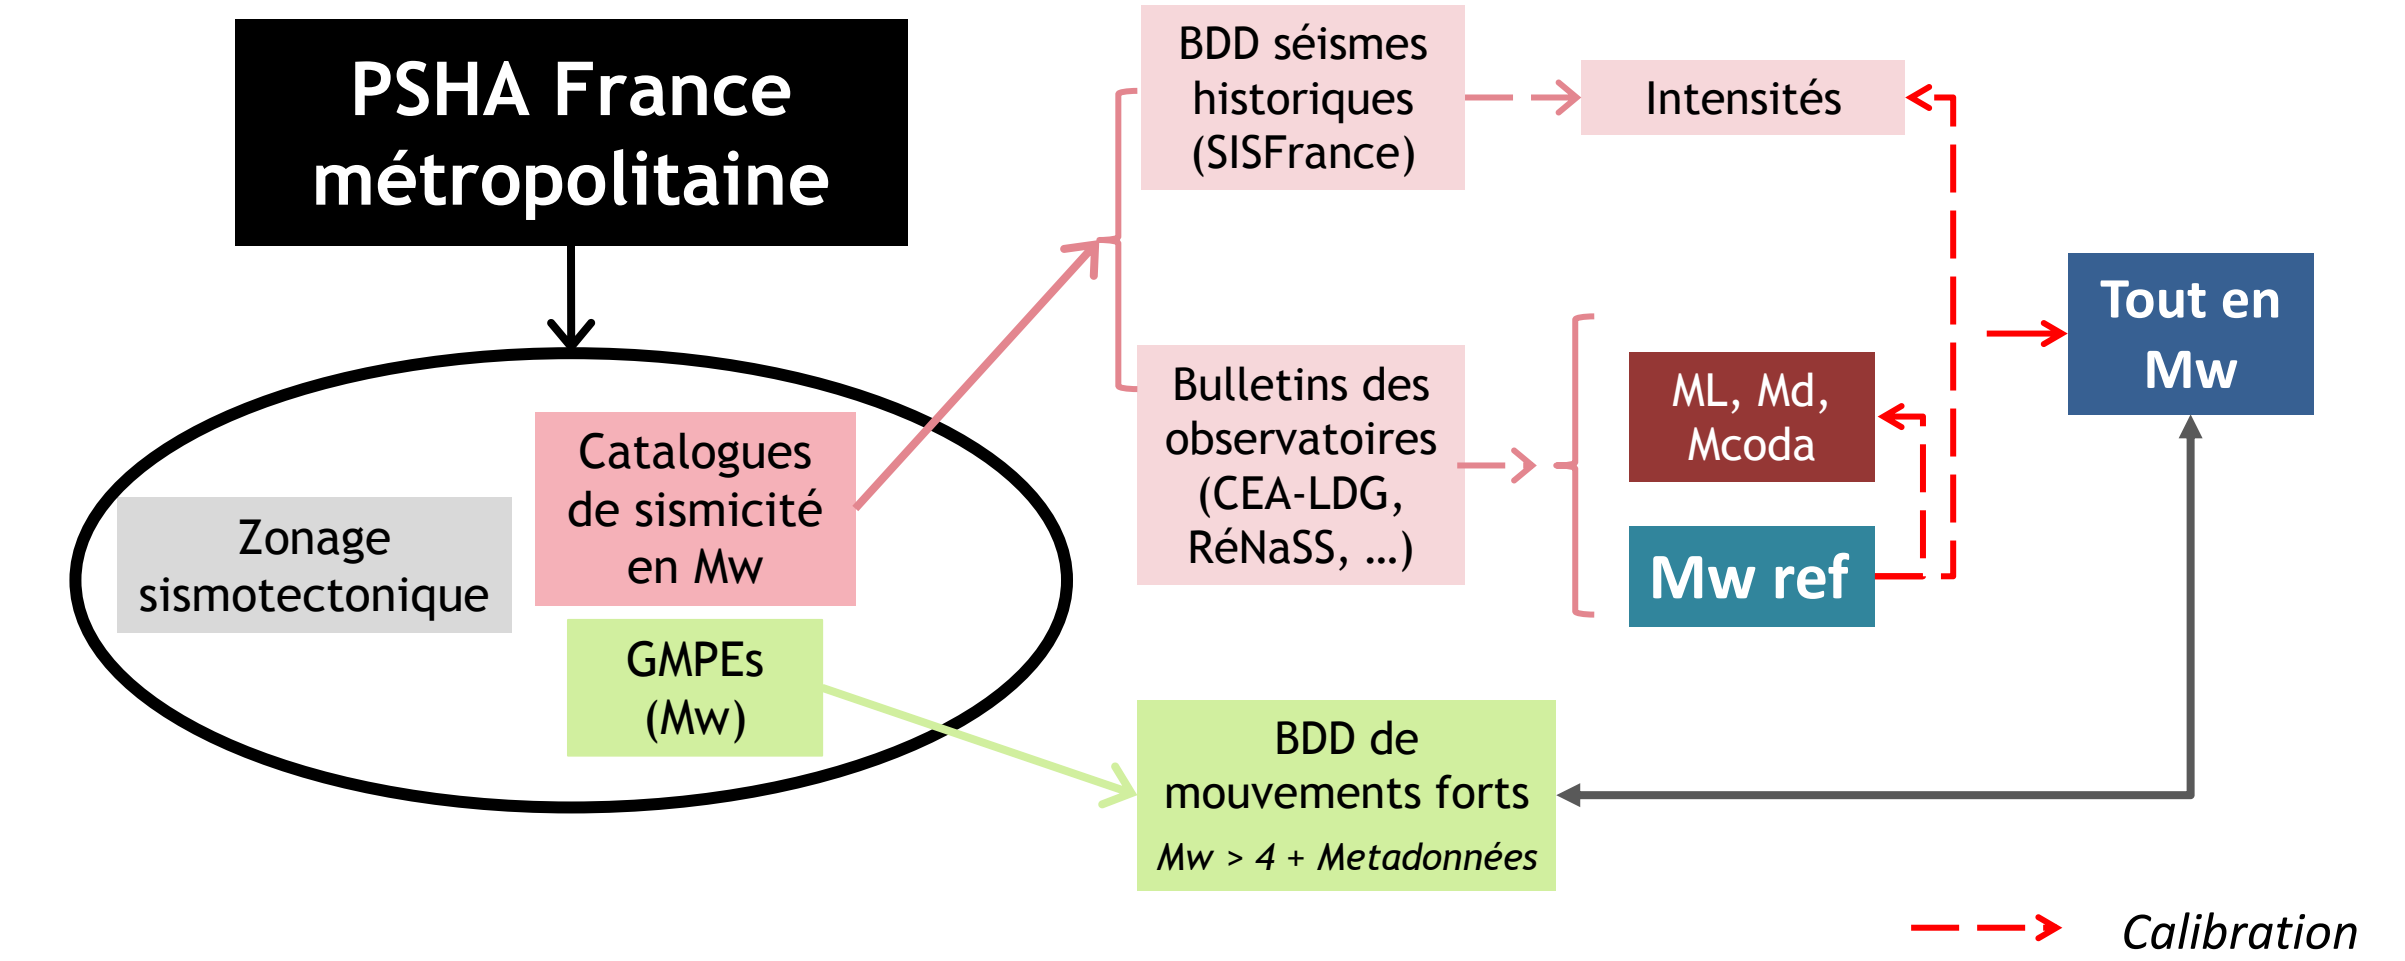 PSHA France
métropolitaine
Zonage
sismotectonique
Catalogues
de sismicité
en Mw
GMPEs
(Mw)
BDD séismes
historiques
(SISFrance)
Intensités
Bulletins des
observatoires
(CEA-LDG,
RéNaSS, …)
ML, Md,
Mcoda
Mw ref
Tout en
Mw
BDD de
mouvements forts
Mw > 4 + Metadonnées
Calibration